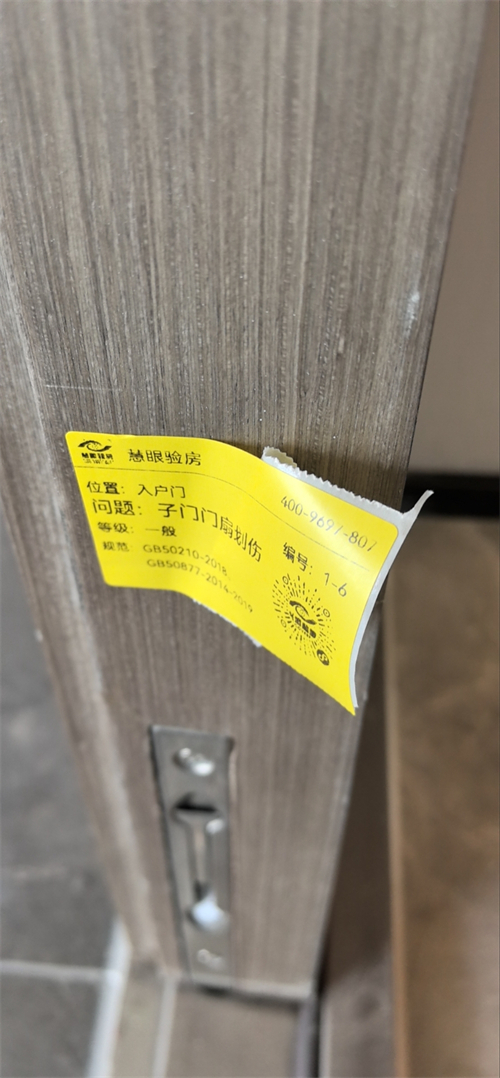 慧眼验房
400-9697-807
位置：入户门
问题：子门门扇划伤
编号：1-6
等级：一般
规范：GB50210-2018、
GB50877-2014-2019